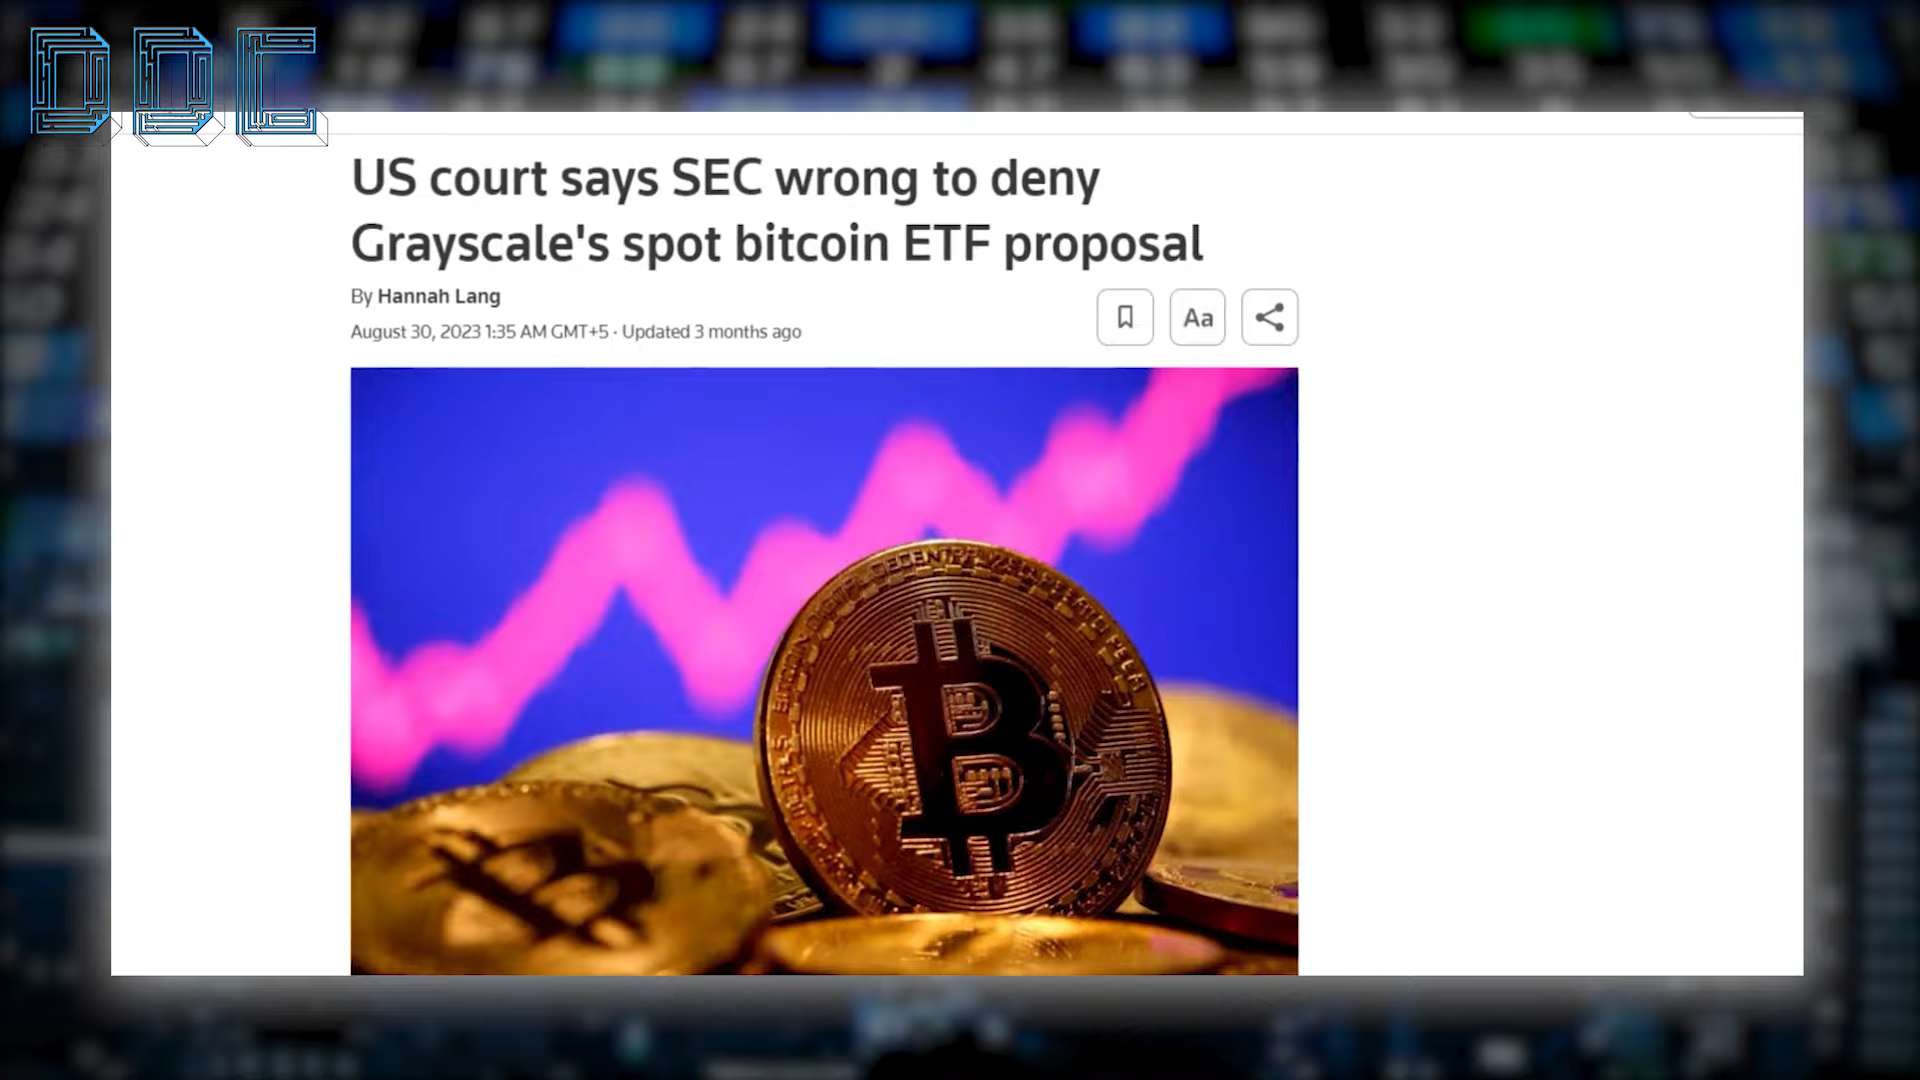 DDC
US court says SEC wrong to deny
Grayscale's spot bitcoin ETF proposal
By Hannah Lang
August 30, 2023 1:35 AM GMT+5 · Updated 3 months ago
Aa